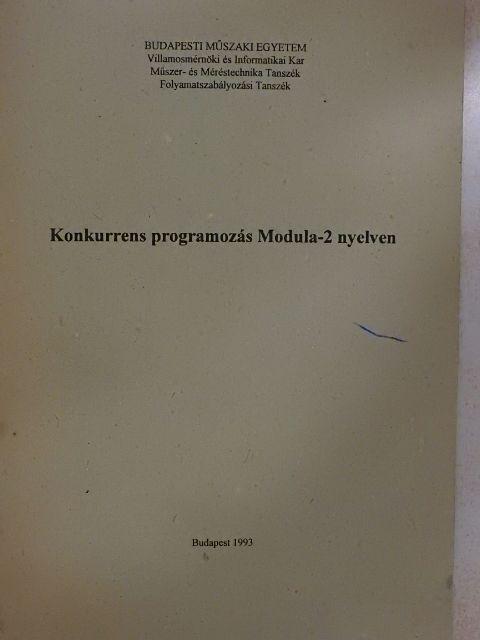 BUDAPESTI MŰSZAKI EGYETEM
Villamosmérnöki és Informatikai Kar
Műszer- és Méréstechnika Tanszék
Folyamatszabályozási Tanszék
Konkurrens programozás Modula-2 nyelven
Budapest 1993